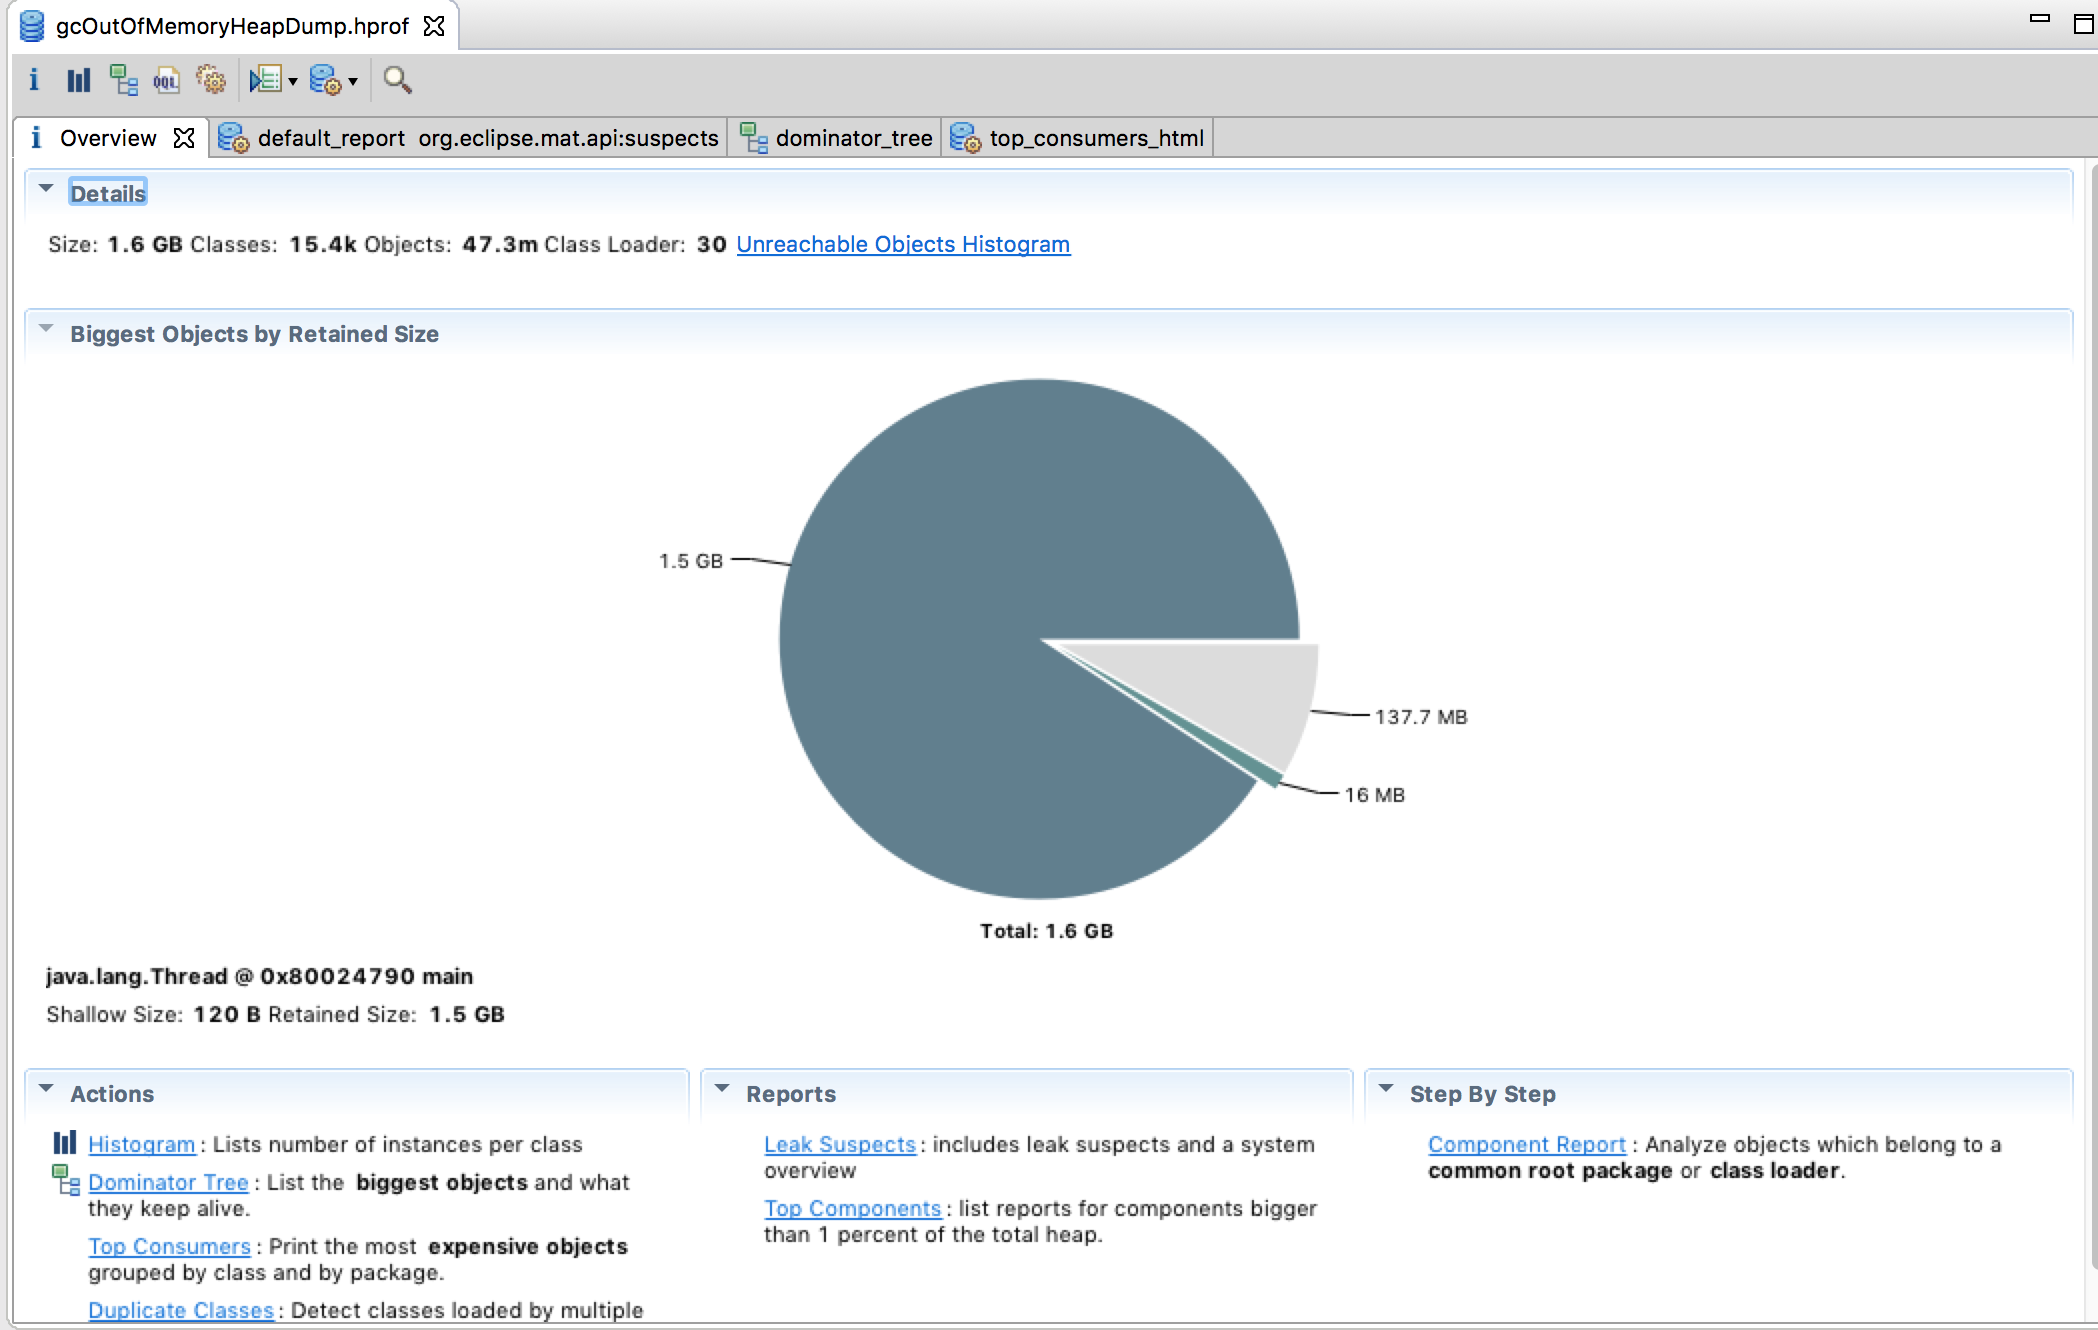 gcOutOfMemoryHeapDump.hprof
OQL
Overview default_report org.eclipse.mat.api:suspects dominator_tree top_consumers_html
Details
Size: 1.6 GB Classes: 15.4k Objects: 47.3m Class Loader: 30 Unreachable Objects Histogram
Biggest Objects by Retained Size
1.5 GB
137.7 MB
16 MB
Total: 1.6 GB
java.lang.Thread @ 0x80024790 main
Shallow Size: 120 B Retained Size: 1.5 GB
Actions
Histogram: Lists number of instances per class
Dominator Tree: List the biggest objects and what
they keep alive.
Top Consumers: Print the most expensive objects
grouped by class and by package.
Duplicate Classes: Detect classes loaded by multiple
Reports
Leak Suspects: includes leak suspects and a system
overview
Top Components: list reports for components bigger
than 1 percent of the total heap.
Step By Step
Component Report: Analyze objects which belong to a
common root package or class loader.